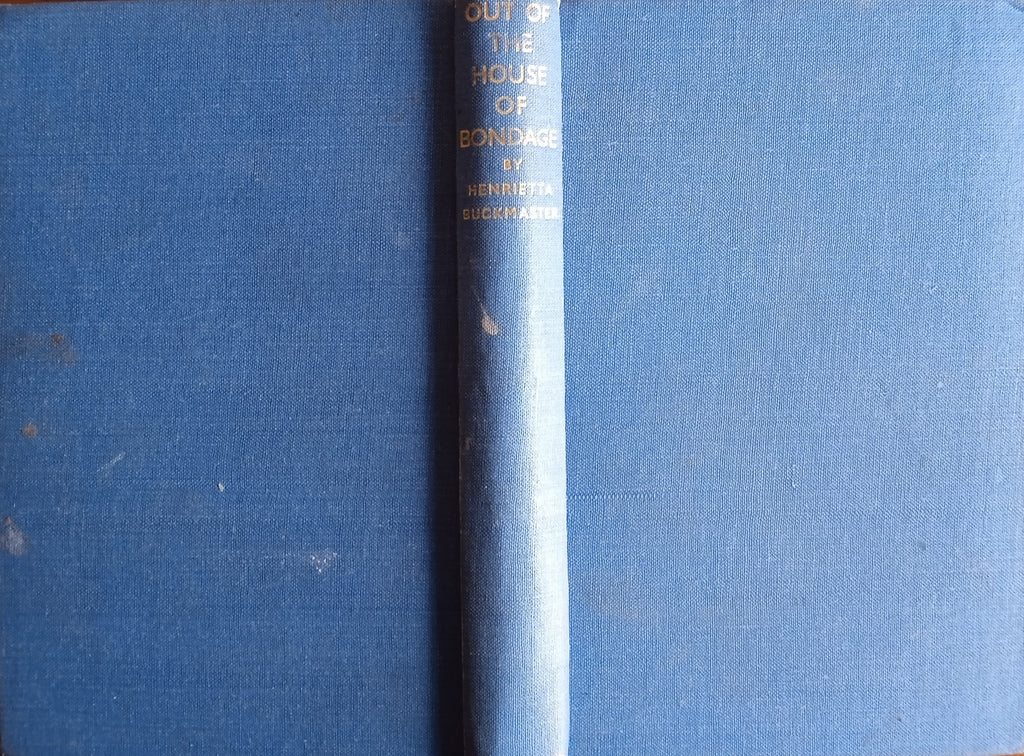 OUT OF
THE
HOUSE
OF
BONDAGE
BY
HENRIETTA
BUCKMASTER